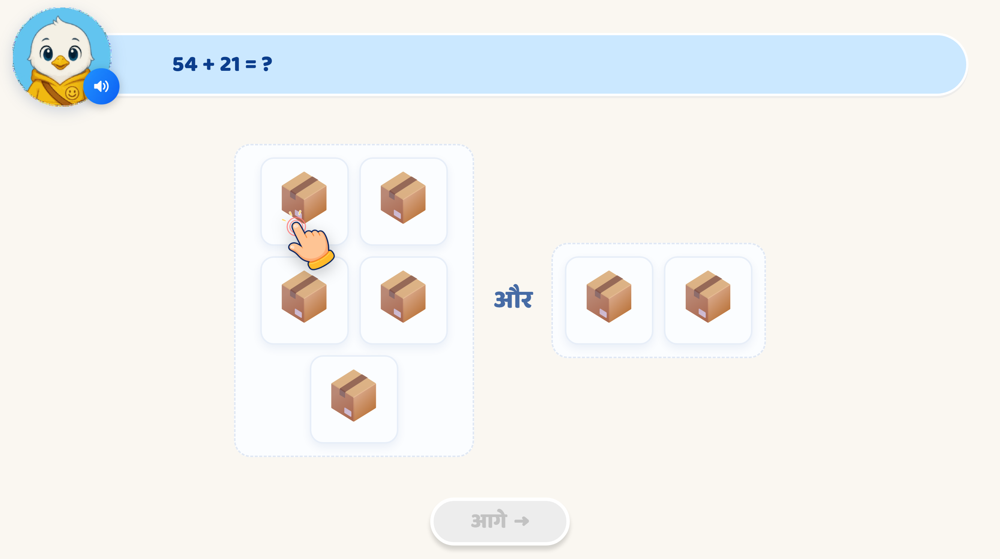 54 + 21 = ?
और
आगे →